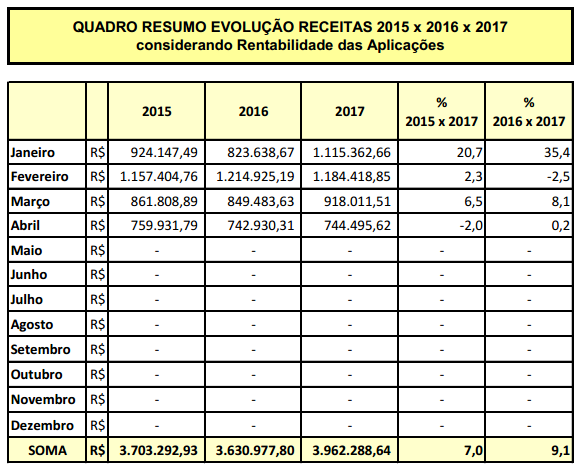 QUADRO RESUMO EVOLUÇÃO RECEITAS 2015 x 2016 x 2017
considerando Rentabilidade das Aplicações
2015 2016 2017 % 2015 x 2017 % 2016 x 2017
Janeiro R$ 924.147,49 823.638,67 1.115.362,66 20,7 35,4
Fevereiro R$ 1.157.404,76 1.214.925,19 1.184.418,85 2,3 -2,5
Março R$ 861.808,89 849.483,63 918.011,51 6,5 8,1
Abril R$ 759.931,79 742.930,31 744.495,62 -2,0 0,2
Maio R$ - - - - -
Junho R$ - - - - -
Julho R$ - - - - -
Agosto R$ - - - - -
Setembro R$ - - - - -
Outubro R$ - - - - -
Novembro R$ - - - - -
Dezembro R$ - - - - -
SOMA R$ 3.703.292,93 3.630.977,80 3.962.288,64 7,0 9,1